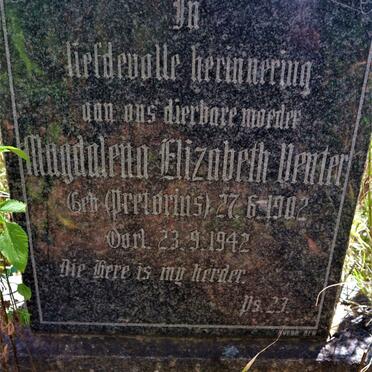 In
liefdevolle herinnering
aan ons dierbare moeder
Magdalena Elizabeth Venter
Geb (Pretorius) 27.6.1902
Oorl. 23.9.1942
Die Here is my herder.
Ps. 23.